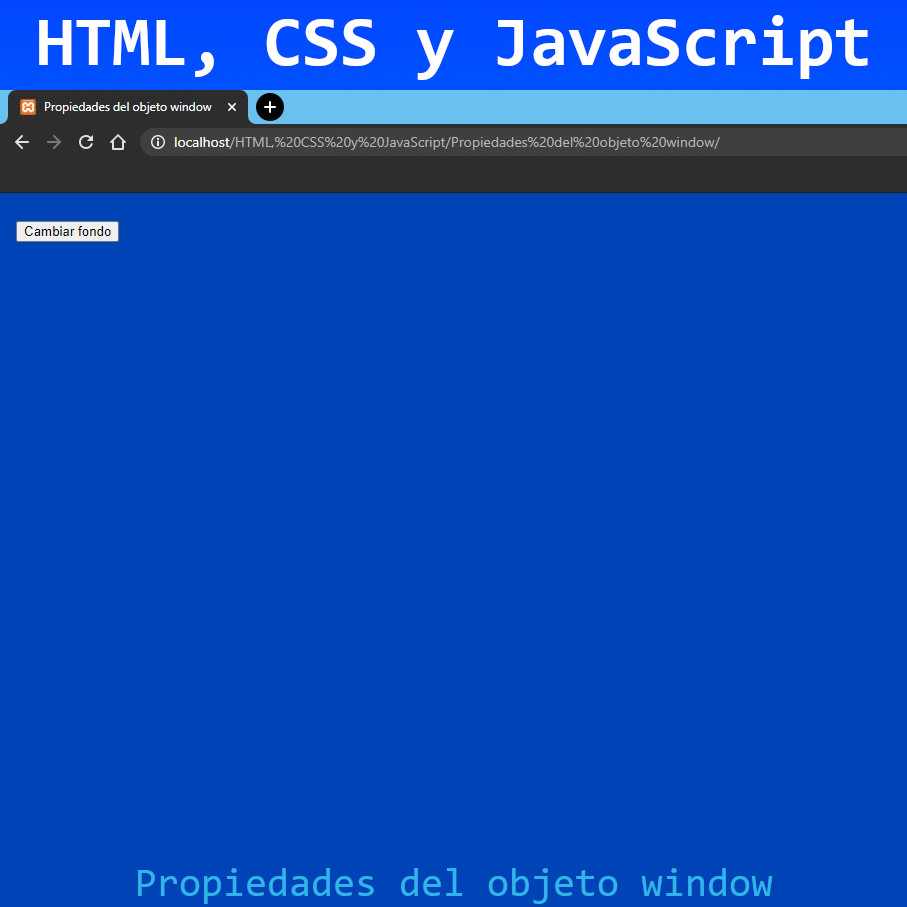 HTML, CSS y JavaScript
Propiedades del objeto window
localhost/HTML,%20CSS%20y%20JavaScript/Propiedades%20del%20objeto%20window/
Cambiar fondo
Propiedades del objeto window